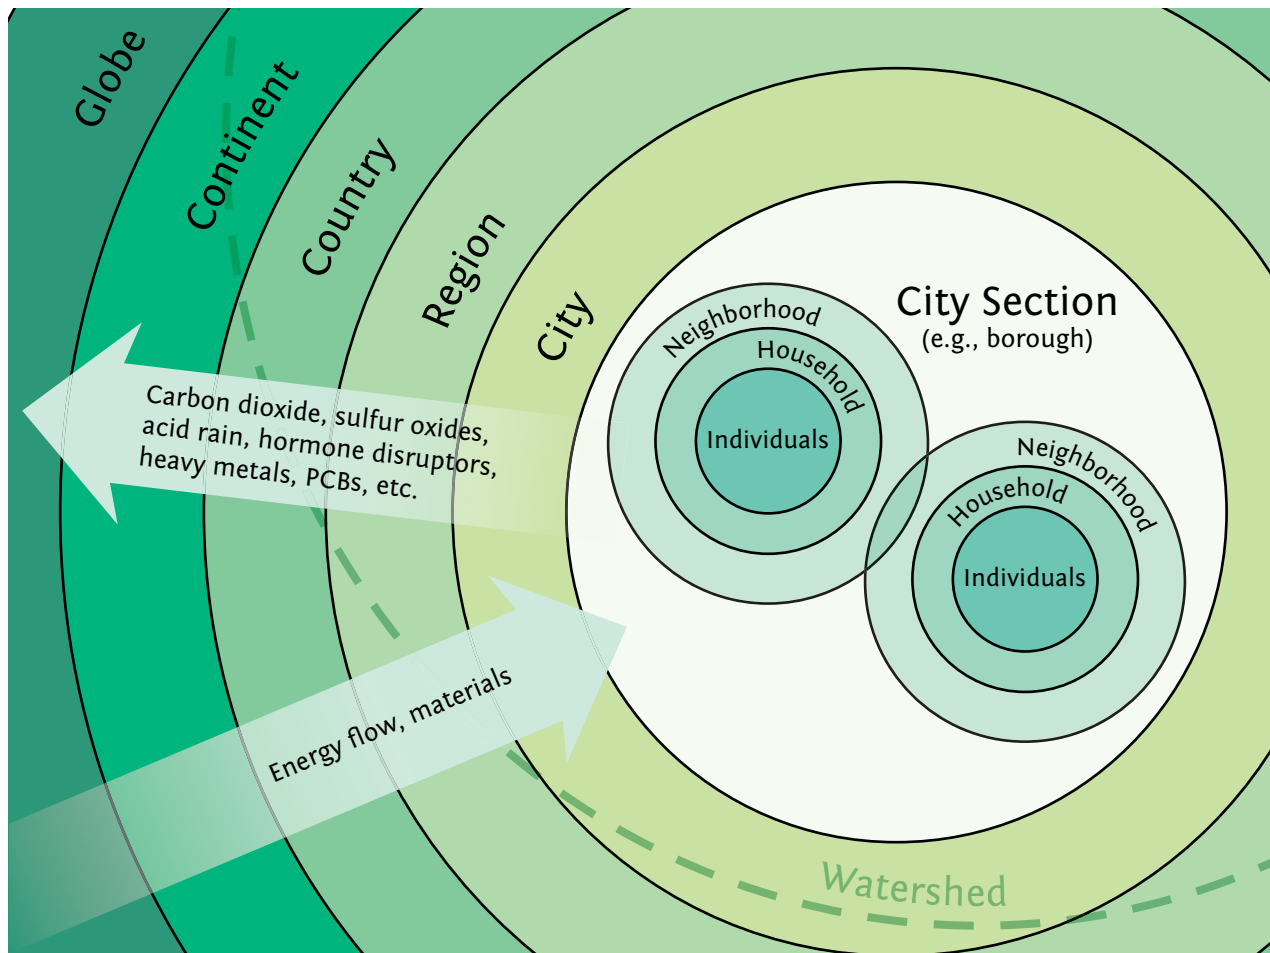 Globe
Continent
Country
Region
City
City Section
(e.g., borough)
Neighborhood
Household
Individuals
Neighborhood
Household
Individuals
Carbon dioxide, sulfur oxides,
acid rain, hormone disruptors,
heavy metals, PCBs, etc.
Energy flow, materials
Watershed